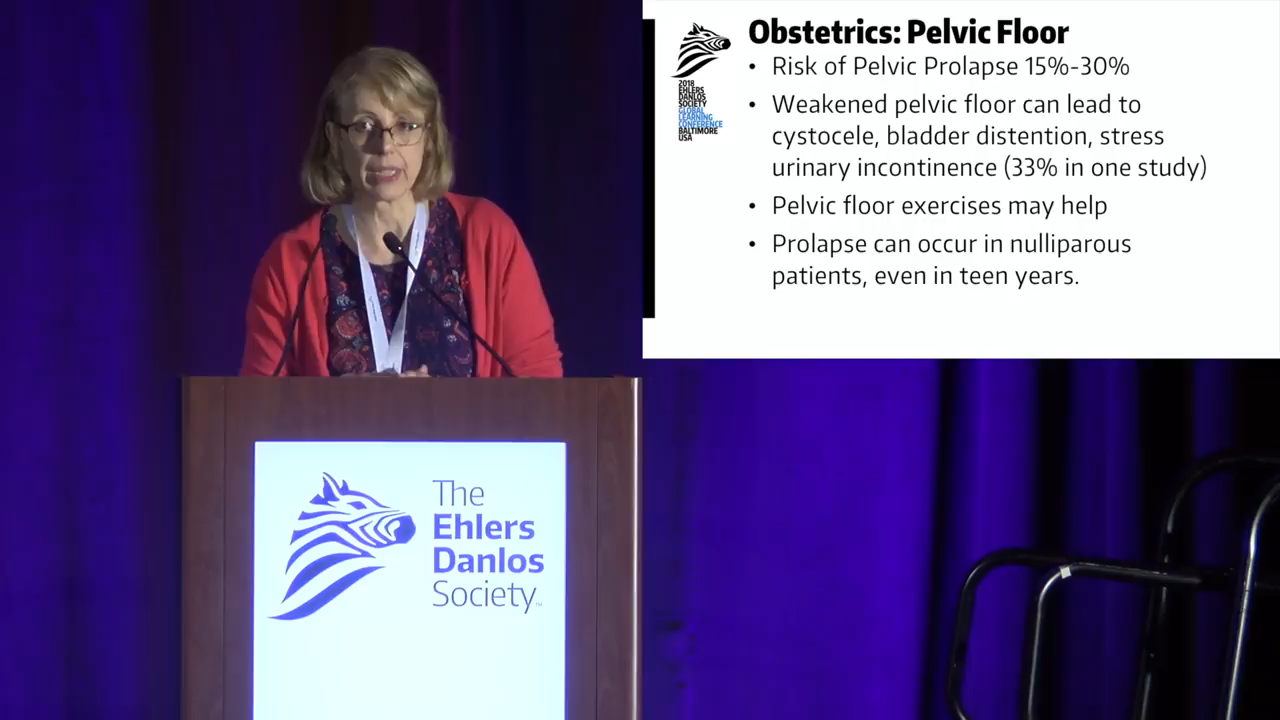 Obstetrics: Pelvic Floor
• Risk of Pelvic Prolapse 15%-30%
• Weakened pelvic floor can lead to
cystocele, bladder distention, stress
urinary incontinence (33% in one study)
• Pelvic floor exercises may help
• Prolapse can occur in nulliparous
patients, even in teen years.
2018
EHLERS
DANLOS
SOCIETY
GLOBAL
LEARNING
CONFERENCE
BALTIMORE
USA
The
Ehlers
Danlos
Society™